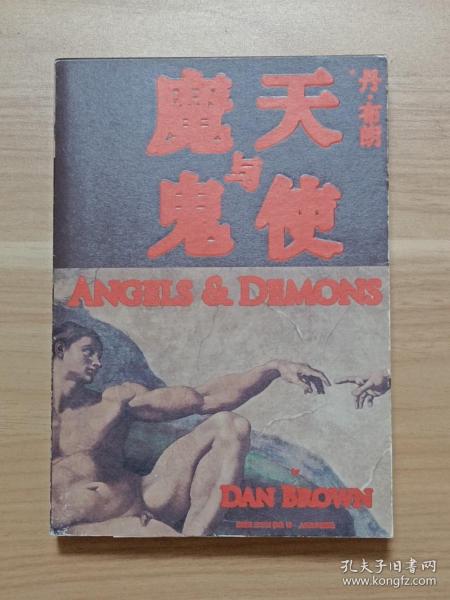 丹·布朗
天使
与
魔鬼
ANGELS & DEMONS
DAN BROWN
孔夫子旧书网
www.kongfz.com